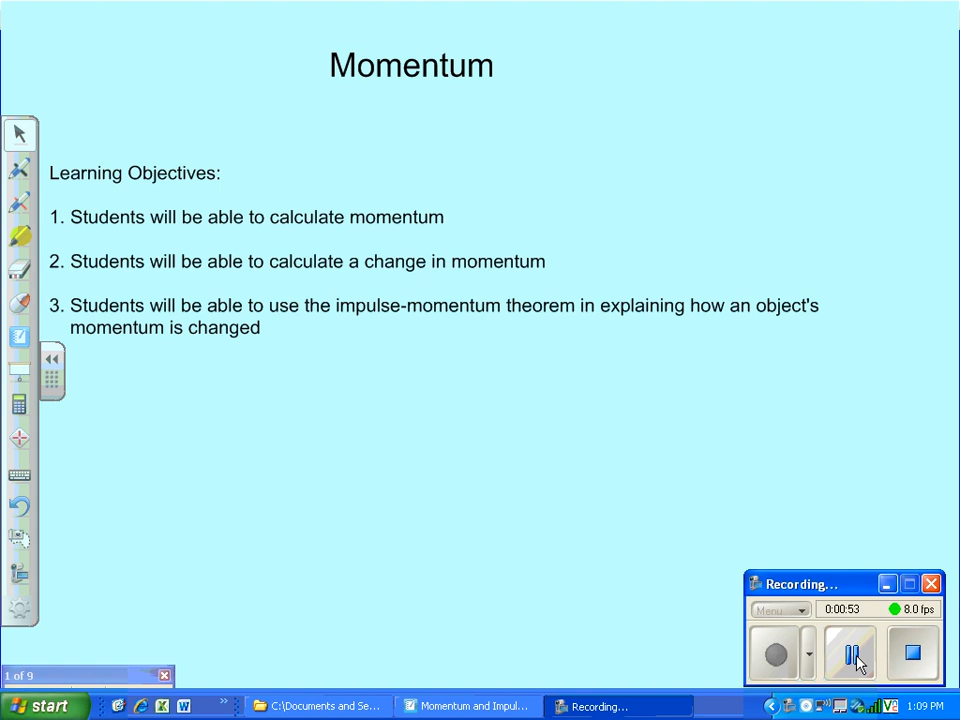 Momentum
Learning Objectives:
1. Students will be able to calculate momentum
2. Students will be able to calculate a change in momentum
3. Students will be able to use the impulse-momentum theorem in explaining how an object's
momentum is changed
Recording...
Menu
0:00:53
8.0 fps
1 of 9
start
C:\Documents and Se...
Momentum and Impul...
Recording...
1:09 PM